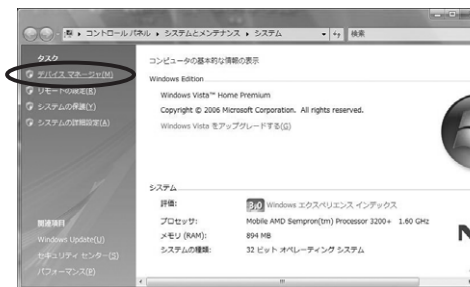 コントロール パネル ▸ システムとメンテナンス ▸ システム
検索
タスク
デバイス マネージャ(M)
リモートの設定(R)
システムの保護(Y)
システムの詳細設定(A)
関連項目
Windows Update(U)
セキュリティ センター(S)
パフォーマンス(P)
コンピュータの基本的な情報の表示
Windows Edition
Windows Vista™ Home Premium
Copyright © 2006 Microsoft Corporation. All rights reserved.
Windows Vista をアップグレードする(G)
システム
評価: 3.0 Windows エクスペリエンス インデックス
プロセッサ: Mobile AMD Sempron(tm) Processor 3200+ 1.60 GHz
メモリ (RAM): 894 MB
システムの種類: 32 ビット オペレーティング システム
N